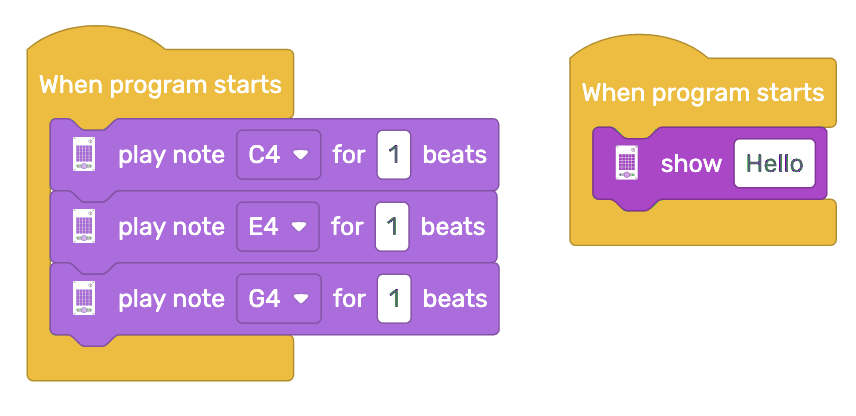 When program starts
play note C4 for 1 beats
play note E4 for 1 beats
play note G4 for 1 beats
When program starts
show Hello